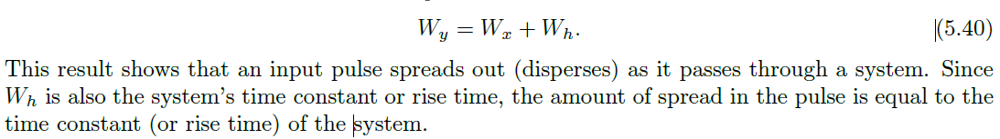 W_y = W_x + W_h. (5.40)
This result shows that an input pulse spreads out (disperses) as it passes through a system. Since
W_h is also the system's time constant or rise time, the amount of spread in the pulse is equal to the
time constant (or rise time) of the system.